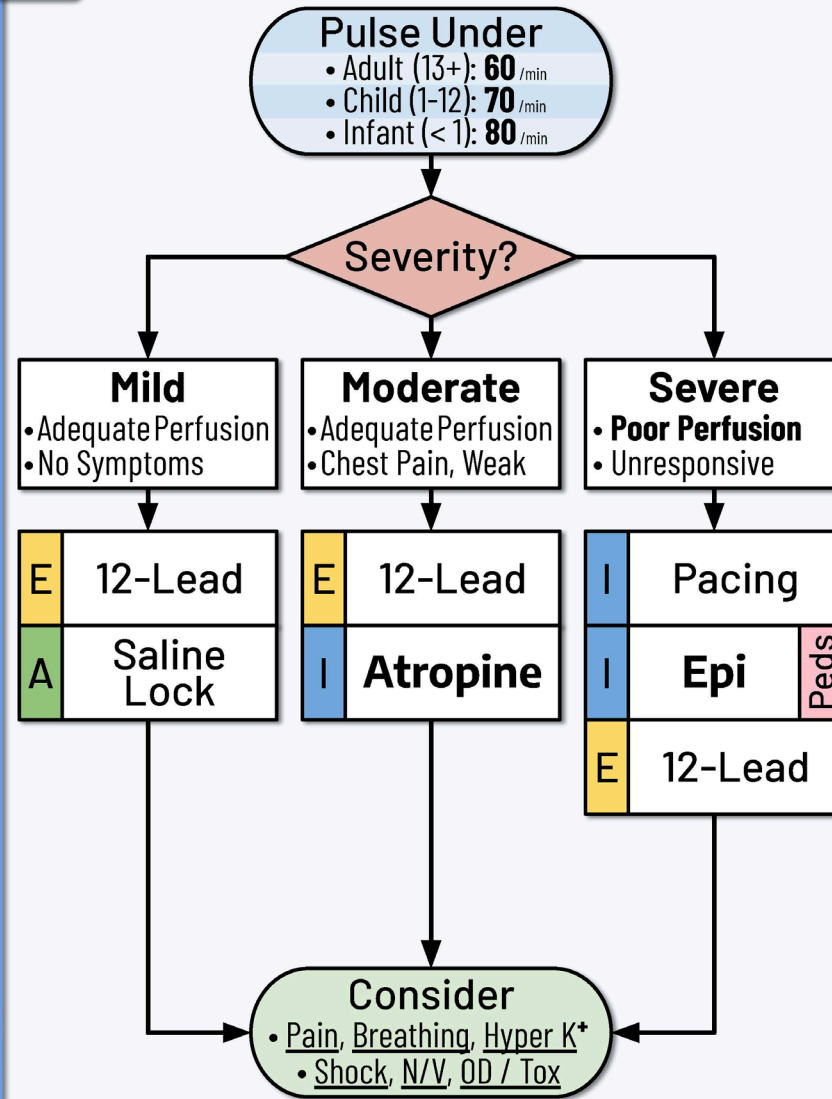 Pulse Under
• Adult (13+): 60 /min
• Child (1-12): 70 /min
• Infant (< 1): 80 /min
Severity?
Mild
• Adequate Perfusion
• No Symptoms
E 12-Lead
A Saline
Lock
Moderate
• Adequate Perfusion
• Chest Pain, Weak
E 12-Lead
I Atropine
Severe
• Poor Perfusion
• Unresponsive
I Pacing
I Epi Peds
E 12-Lead
Consider
• Pain, Breathing, Hyper K⁺
• Shock, N/V, OD / Tox